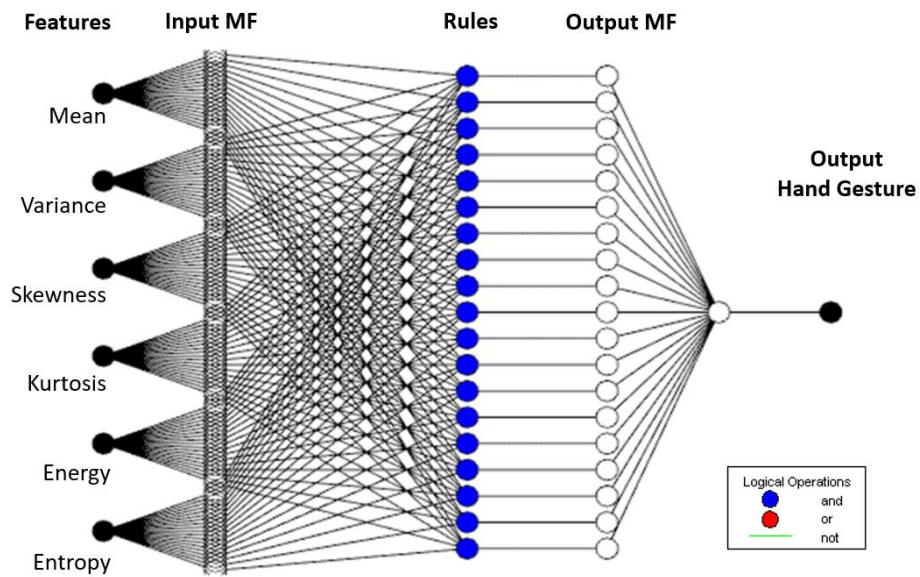 Features
Input MF
Rules
Output MF
Mean
Variance
Skewness
Kurtosis
Energy
Entropy
Output
Hand Gesture
Logical Operations
and
or
not